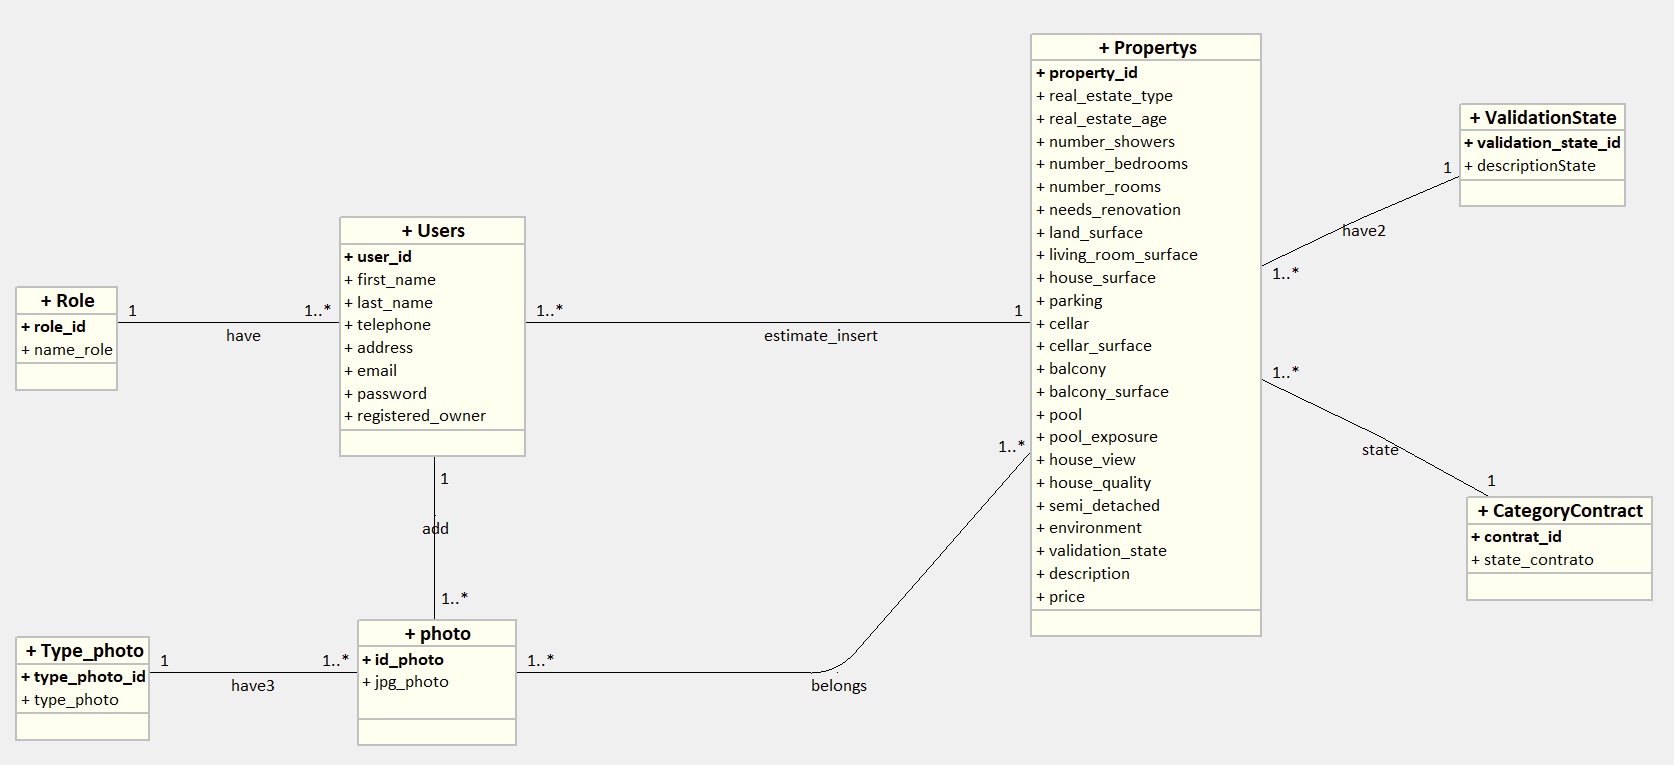 + Role
+ role_id
+ name_role
1
have
1..*
+ Users
+ user_id
+ first_name
+ last_name
+ telephone
+ address
+ email
+ password
+ registered_owner
1..*
estimate_insert
1
1
add
1..*
+ Type_photo
+ type_photo_id
+ type_photo
1
have3
1..*
+ photo
+ id_photo
+ jpg_photo
1..*
belongs
1..*
+ Propertys
+ property_id
+ real_estate_type
+ real_estate_age
+ number_showers
+ number_bedrooms
+ number_rooms
+ needs_renovation
+ land_surface
+ living_room_surface
+ house_surface
+ parking
+ cellar
+ cellar_surface
+ balcony
+ balcony_surface
+ pool
+ pool_exposure
+ house_view
+ house_quality
+ semi_detached
+ environment
+ validation_state
+ description
+ price
1..*
have2
1
+ ValidationState
+ validation_state_id
+ descriptionState
1..*
state
1
+ CategoryContract
+ contrat_id
+ state_contrato